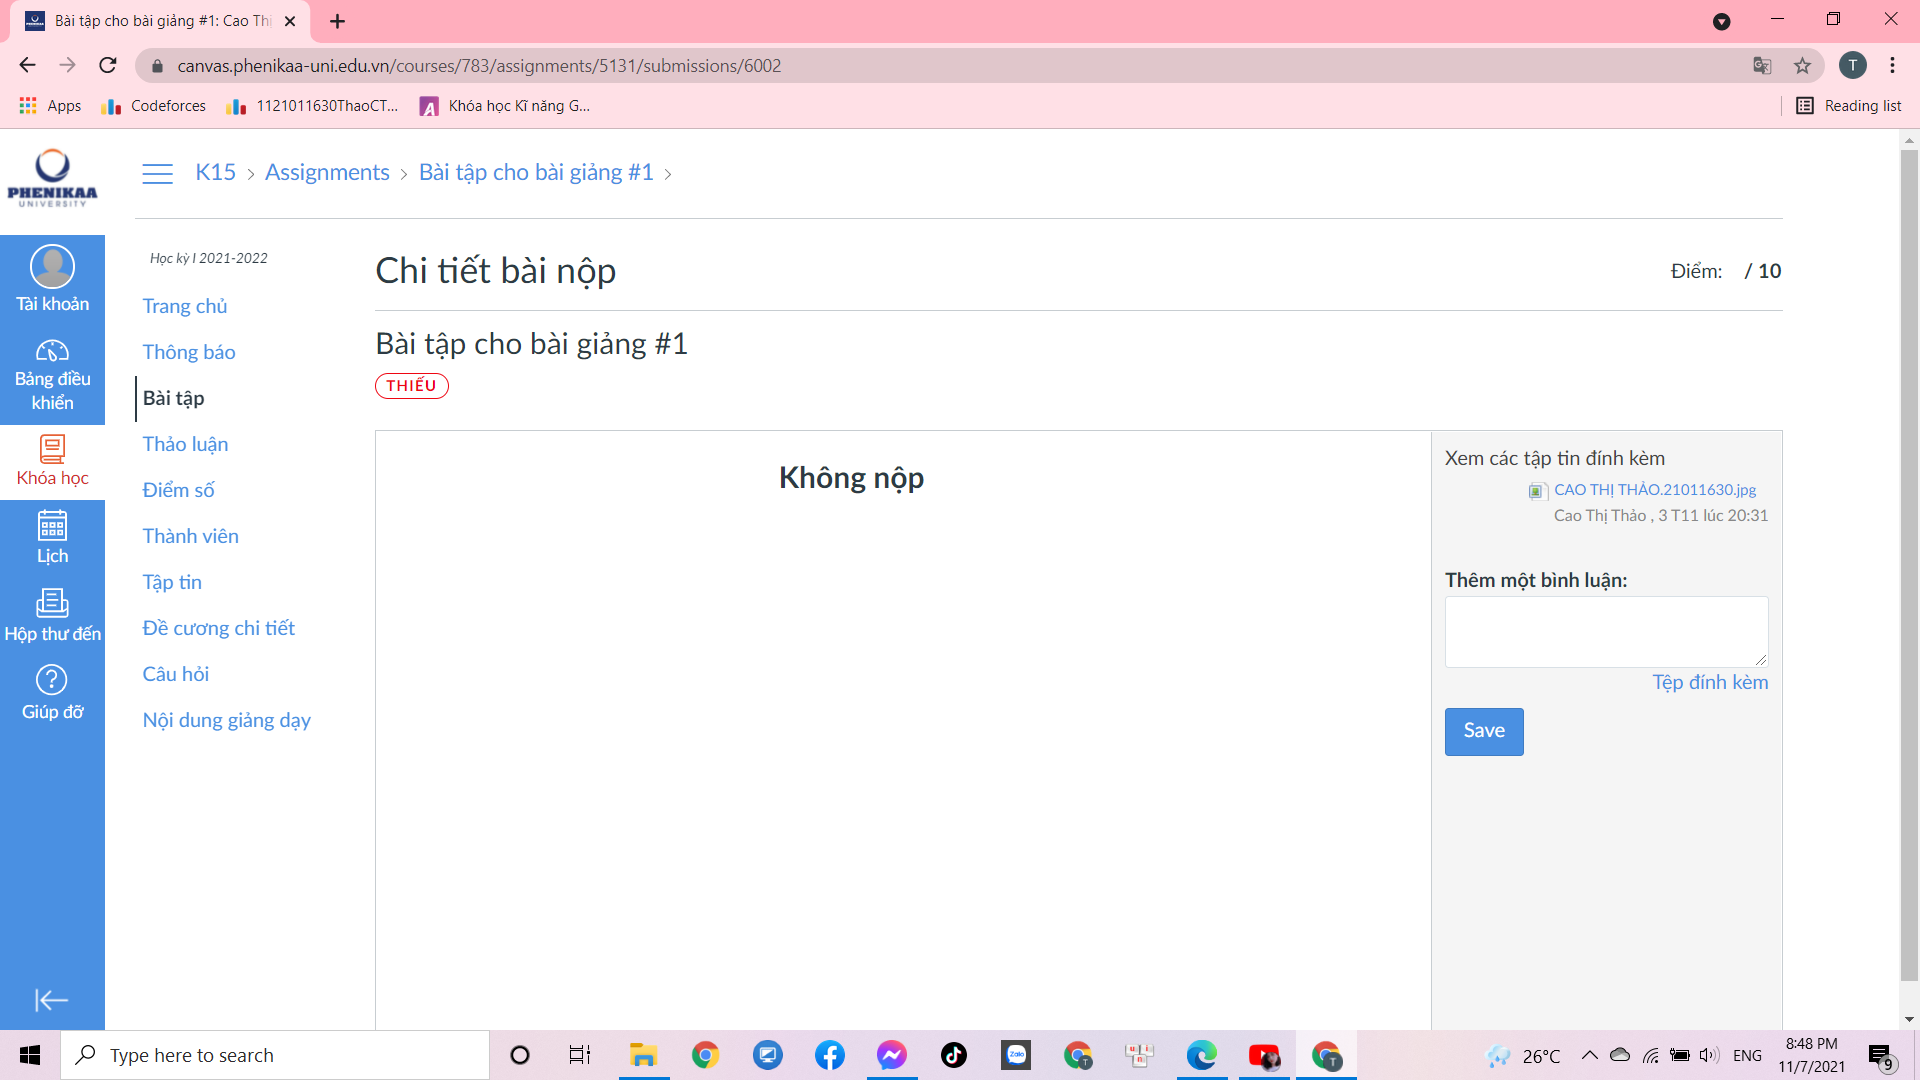 Bài tập cho bài giảng #1: Cao Thị
canvas.phenikaa-uni.edu.vn/courses/783/assignments/5131/submissions/6002
T
Apps
Codeforces
1121011630ThaoCT...
Khóa học Kĩ năng G...
Reading list
PHENIKAA
UNIVERSITY
K15 > Assignments > Bài tập cho bài giảng #1 >
Tài khoản
Bảng điều
khiển
Khóa học
Lịch
Hộp thư đến
Giúp đỡ
Học kỳ I 2021-2022
Trang chủ
Thông báo
Bài tập
Thảo luận
Điểm số
Thành viên
Tập tin
Đề cương chi tiết
Câu hỏi
Nội dung giảng dạy
Chi tiết bài nộp
Điểm: / 10
Bài tập cho bài giảng #1
THIẾU
Không nộp
Xem các tập tin đính kèm
CAO THỊ THẢO.21011630.jpg
Cao Thị Thảo , 3 T11 lúc 20:31
Thêm một bình luận:
Tệp đính kèm
Save
Type here to search
Zalo
T
T
26°C
ENG
8:48 PM
11/7/2021
9